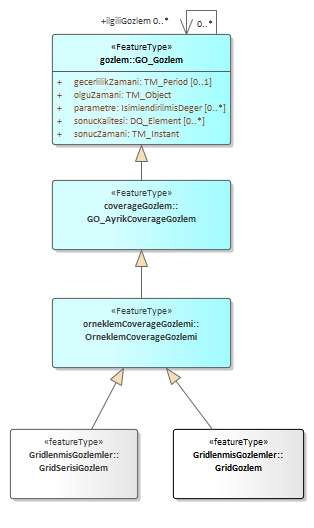 +ilgiliGozlem 0..*
0..*
«FeatureType»
gozlem::GO_Gozlem
+ gecerlilikZamani: TM_Period [0..1]
+ olguZamani: TM_Object
+ parametre: IsimlendirilmisDeger [0..*]
+ sonucKalitesi: DQ_Element [0..*]
+ sonucZamani: TM_Instant
«FeatureType»
coverageGozlem::
GO_AyrikCoverageGozlem
«FeatureType»
orneklemCoverageGozlemi::
OrneklemCoverageGozlemi
«featureType»
GridlenmisGozlemler::
GridSerisiGozlem
«featureType»
GridlenmisGozlemler::
GridGozlem